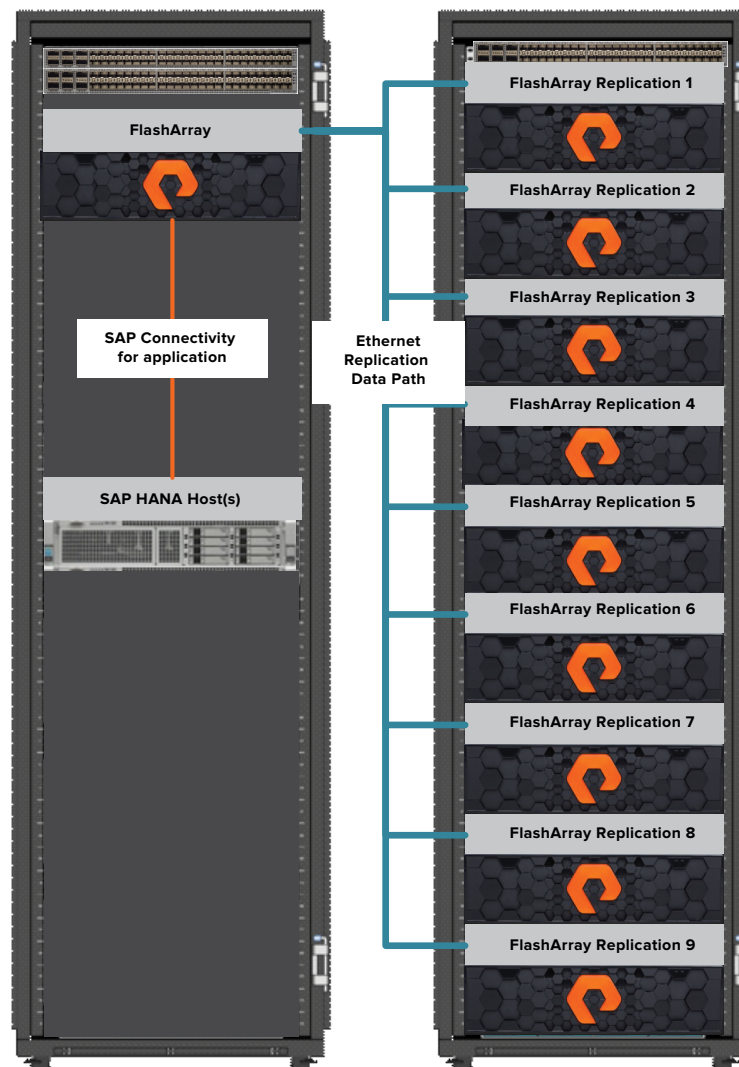 FlashArray
SAP Connectivity
for application
SAP HANA Host(s)
Ethernet
Replication
Data Path
FlashArray Replication 1
FlashArray Replication 2
FlashArray Replication 3
FlashArray Replication 4
FlashArray Replication 5
FlashArray Replication 6
FlashArray Replication 7
FlashArray Replication 8
FlashArray Replication 9